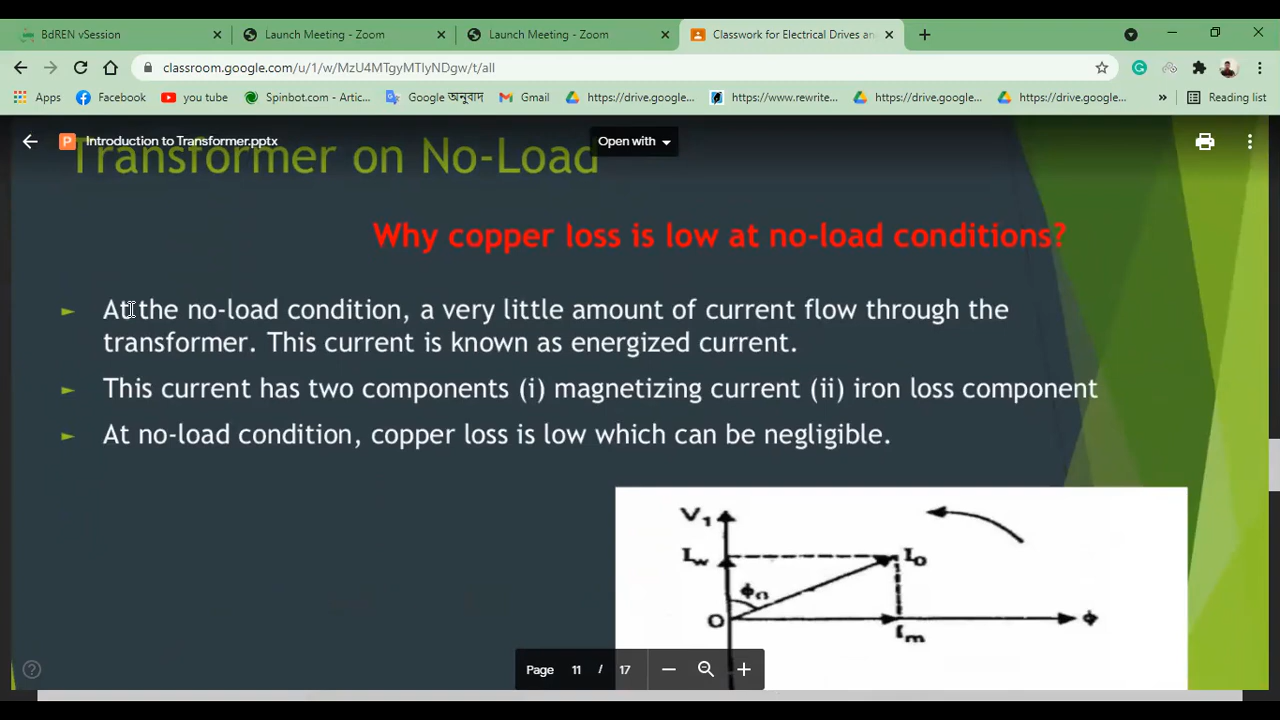 BdREN vSession
Launch Meeting - Zoom
Launch Meeting - Zoom
Classwork for Electrical Drives an
classroom.google.com/u/1/w/MzU4MTgyMTIyNDgw/t/all
Apps
Facebook
you tube
Spinbot.com - Artic...
Google অনুবাদ
Gmail
https://drive.google...
https://www.rewrite...
https://drive.google...
https://drive.google...
»
Reading list
P
Introduction to Transformer.pptx
Open with
Transformer on No-Load
Why copper loss is low at no-load conditions?
► At the no-load condition, a very little amount of current flow through the
transformer. This current is known as energized current.
► This current has two components (i) magnetizing current (ii) iron loss component
► At no-load condition, copper loss is low which can be negligible.
V₁
Iw
I₀
ϕ₀
O
Im
ϕ
Page 11 / 17